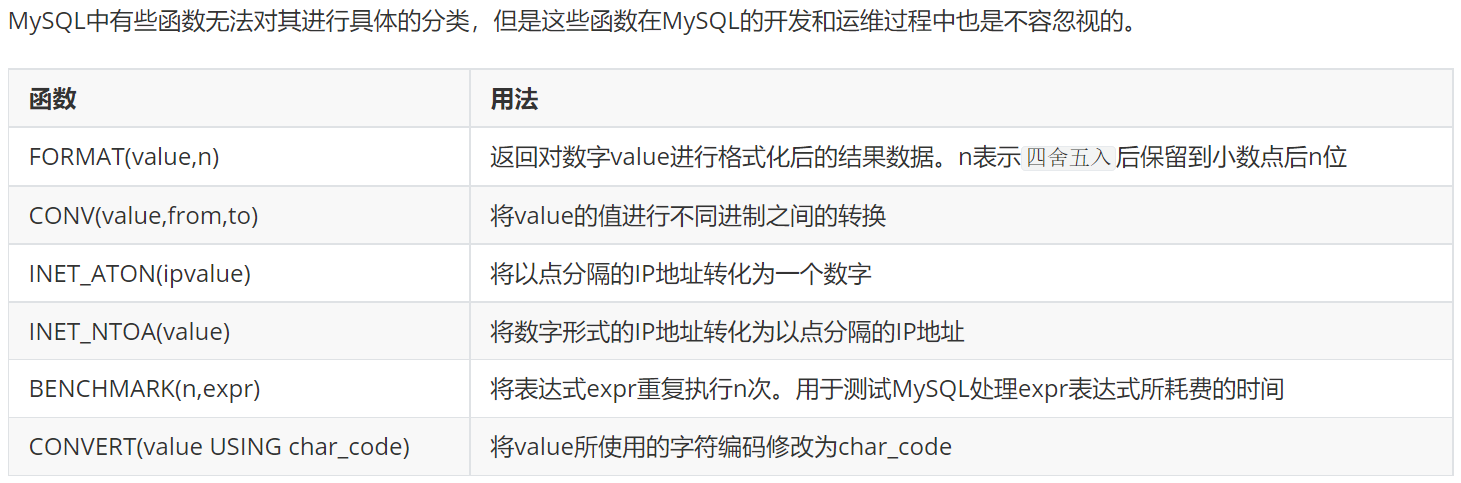 MySQL中有些函数无法对其进行具体的分类，但是这些函数在MySQL的开发和运维过程中也是不容忽视的。
函数 用法
FORMAT(value,n) 返回对数字value进行格式化后的结果数据。n表示四舍五入后保留到小数点后n位
CONV(value,from,to) 将value的值进行不同进制之间的转换
INET_ATON(ipvalue) 将以点分隔的IP地址转化为一个数字
INET_NTOA(value) 将数字形式的IP地址转化为以点分隔的IP地址
BENCHMARK(n,expr) 将表达式expr重复执行n次。用于测试MySQL处理expr表达式所耗费的时间
CONVERT(value USING char_code) 将value所使用的字符编码修改为char_code